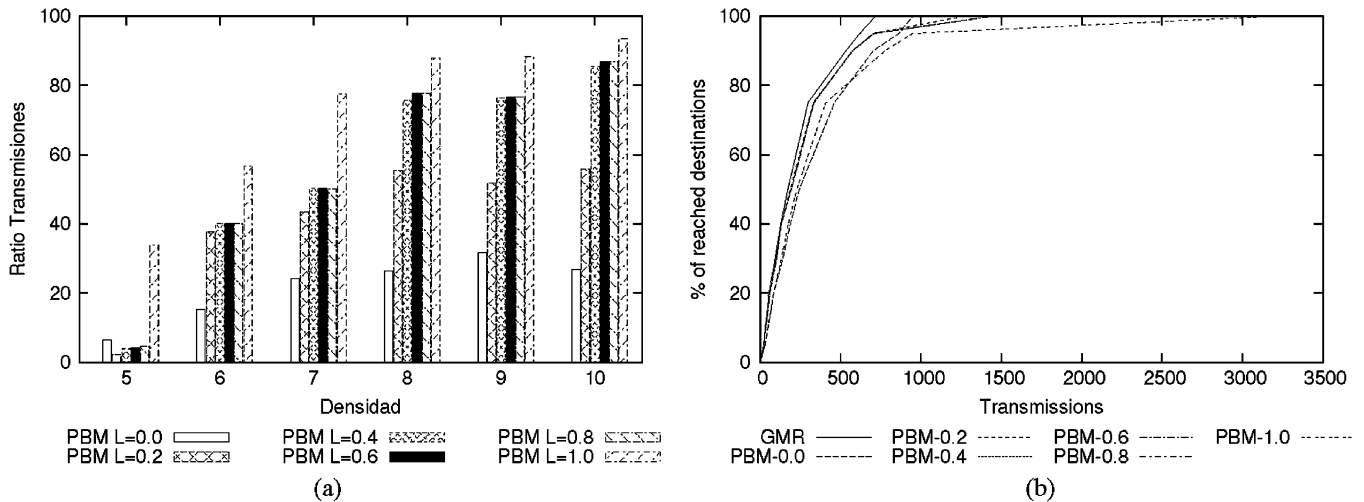 100
80
60
40
20
0
Ratio Transmisiones
5 6 7 8 9 10
Densidad
PBM L=0.0 PBM L=0.4 PBM L=0.8
PBM L=0.2 PBM L=0.6 PBM L=1.0
(a)
100
80
60
40
20
0
% of reached destinations
0 500 1000 1500 2000 2500 3000 3500
Transmissions
GMR PBM-0.2 PBM-0.6 PBM-1.0
PBM-0.0 PBM-0.4 PBM-0.8
(b)